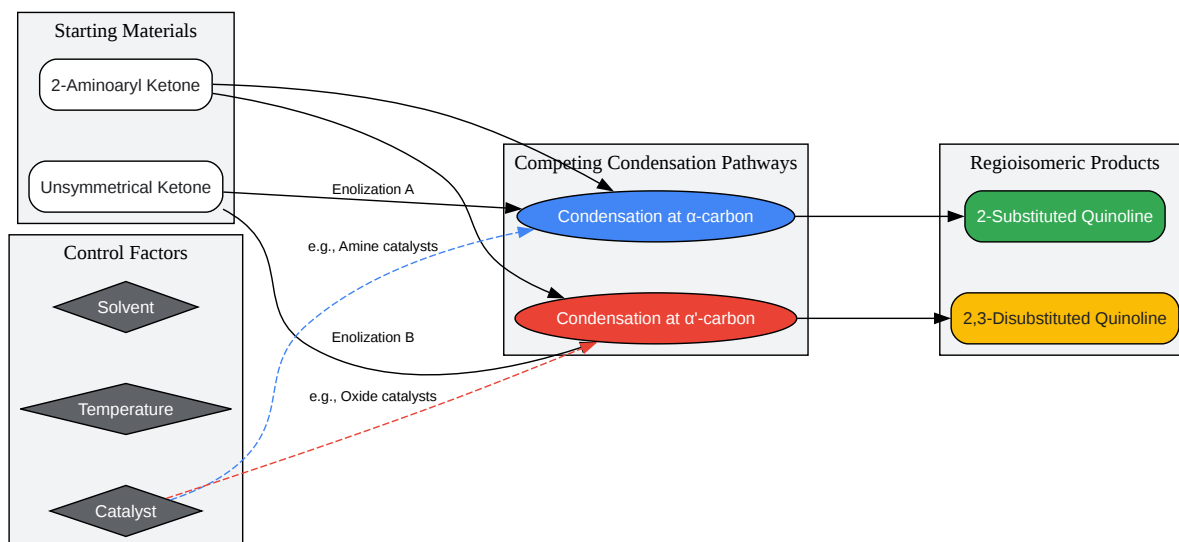 Starting Materials
2-Aminoaryl Ketone
Unsymmetrical Ketone
Control Factors
Solvent
Temperature
Catalyst
Enolization A
e.g., Amine catalysts
Enolization B
e.g., Oxide catalysts
Competing Condensation Pathways
Condensation at α-carbon
Condensation at α'-carbon
Regioisomeric Products
2-Substituted Quinoline
2,3-Disubstituted Quinoline